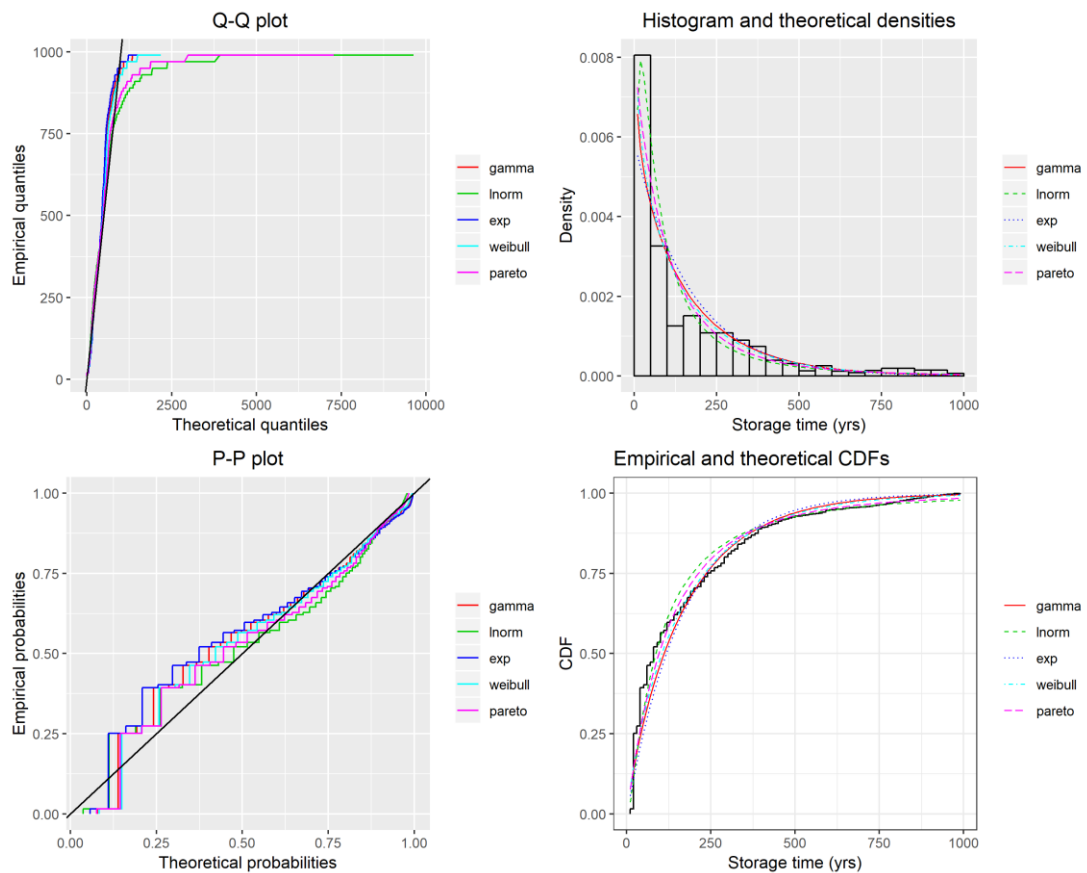 Q-Q plot
Empirical quantiles
1000
750
500
250
0
0
2500
5000
7500
10000
Theoretical quantiles
gamma
lnorm
exp
weibull
pareto
Histogram and theoretical densities
Density
0.008
0.006
0.004
0.002
0.000
0
250
500
750
1000
Storage time (yrs)
gamma
lnorm
exp
weibull
pareto
P-P plot
Empirical probabilities
1.00
0.75
0.50
0.25
0.00
0.00
0.25
0.50
0.75
1.00
Theoretical probabilities
gamma
lnorm
exp
weibull
pareto
Empirical and theoretical CDFs
CDF
1.00
0.75
0.50
0.25
0.00
0
250
500
750
1000
Storage time (yrs)
gamma
lnorm
exp
weibull
pareto